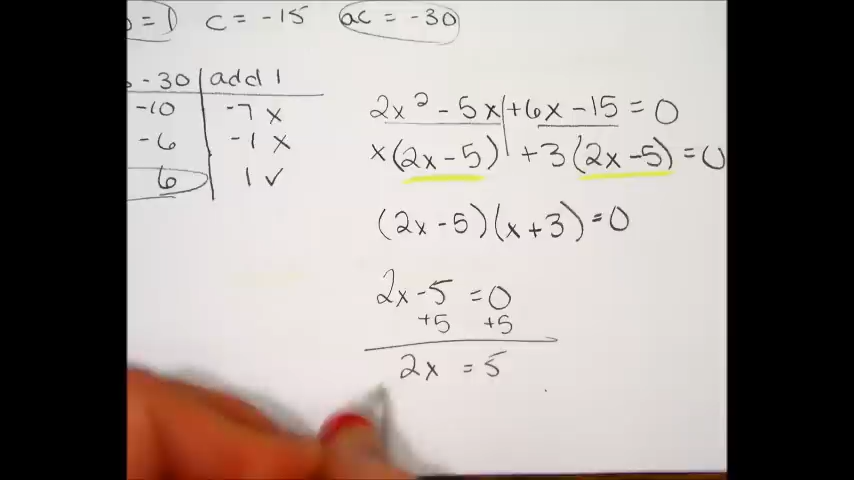 b = 1 c = -15 ac = -30
-30 add 1
-10 -7 x
-6 -1 x
6 1 ✓
2x² - 5x + 6x - 15 = 0
x(2x - 5) + 3(2x - 5) = 0
(2x - 5)(x + 3) = 0
2x - 5 = 0
+5 +5
2x = 5